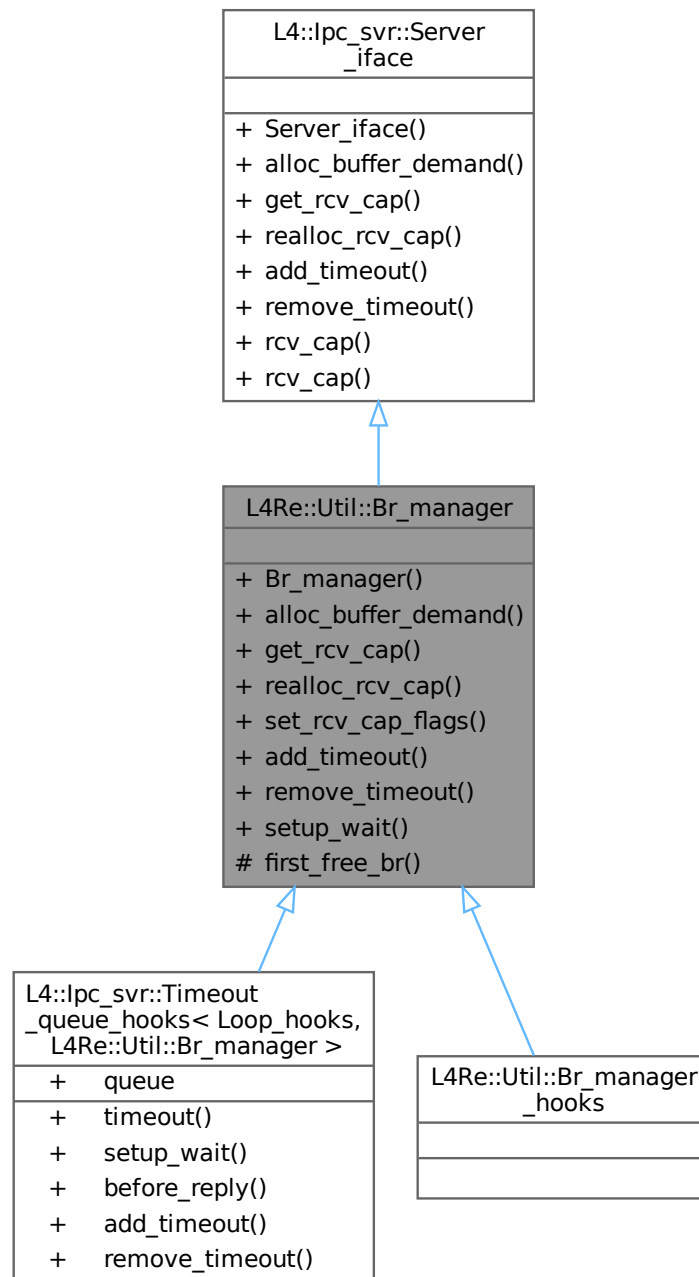 L4::Ipc_svr::Server
_iface
+ Server_iface()
+ alloc_buffer_demand()
+ get_rcv_cap()
+ realloc_rcv_cap()
+ add_timeout()
+ remove_timeout()
+ rcv_cap()
+ rcv_cap()
L4Re::Util::Br_manager
+ Br_manager()
+ alloc_buffer_demand()
+ get_rcv_cap()
+ realloc_rcv_cap()
+ set_rcv_cap_flags()
+ add_timeout()
+ remove_timeout()
+ setup_wait()
# first_free_br()
L4::Ipc_svr::Timeout
_queue_hooks< Loop_hooks,
L4Re::Util::Br_manager >
+ queue
+ timeout()
+ setup_wait()
+ before_reply()
+ add_timeout()
+ remove_timeout()
L4Re::Util::Br_manager
_hooks